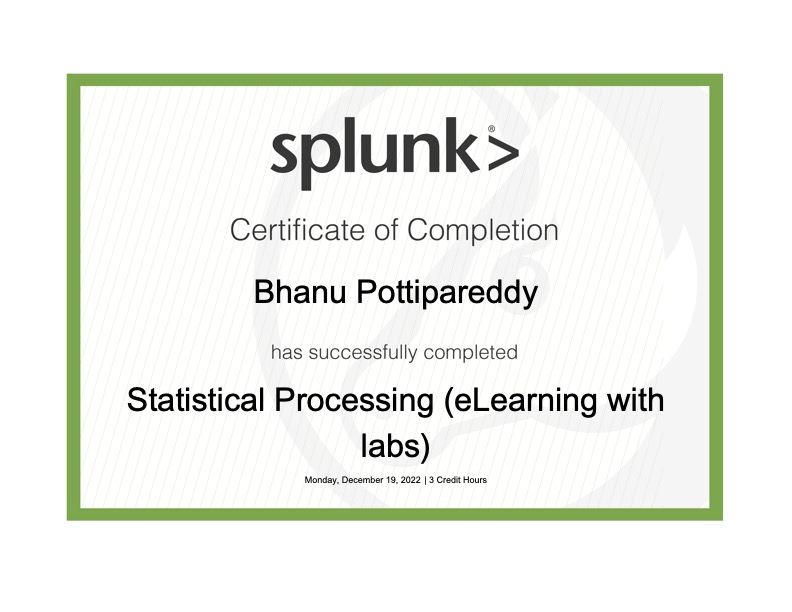 splunk>®
Certificate of Completion
Bhanu Pottipareddy
has successfully completed
Statistical Processing (eLearning with
labs)
Monday, December 19, 2022 | 3 Credit Hours